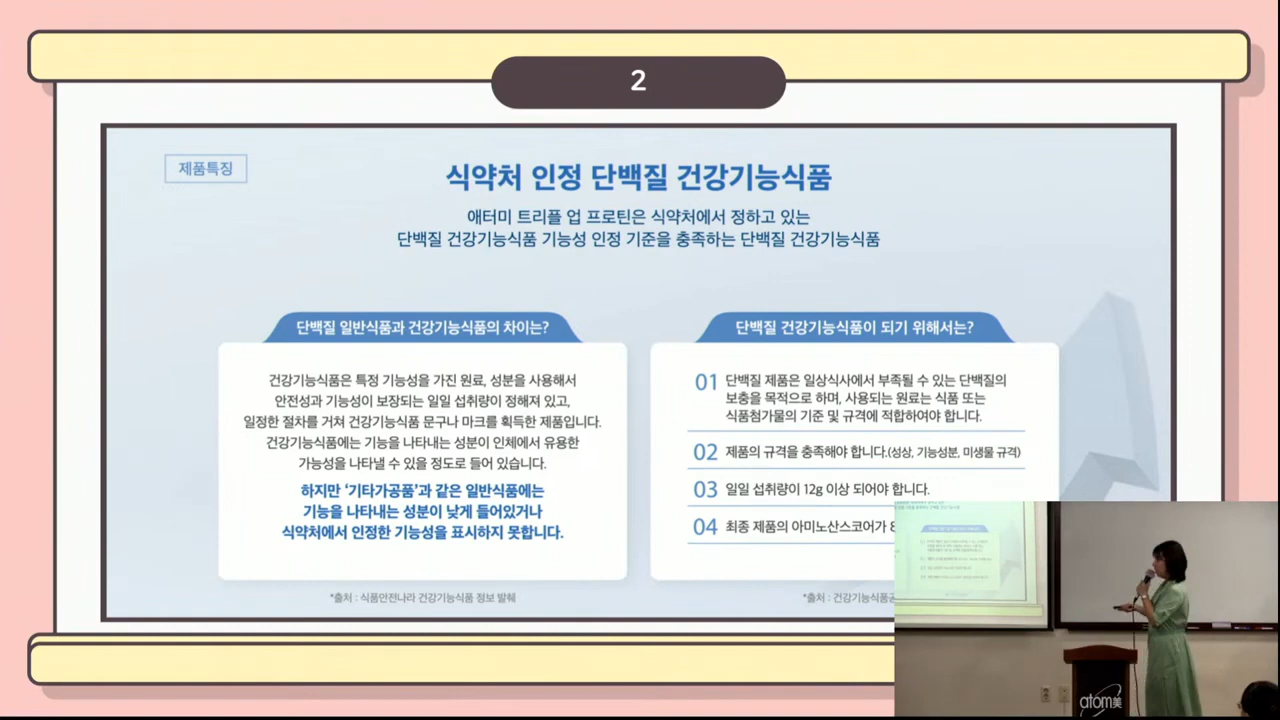 2
제품특징
식약처 인정 단백질 건강기능식품
애터미 트리플 업 프로틴은 식약처에서 정하고 있는
단백질 건강기능식품 기능성 인정 기준을 충족하는 단백질 건강기능식품
단백질 일반식품과 건강기능식품의 차이는?
건강기능식품은 특정 기능성을 가진 원료, 성분을 사용해서
안전성과 기능성이 보장되는 일일 섭취량이 정해져 있고,
일정한 절차를 거쳐 건강기능식품 문구나 마크를 획득한 제품입니다.
건강기능식품에는 기능을 나타내는 성분이 인체에서 유용한
가능성을 나타낼 수 있을 정도로 들어 있습니다.
하지만 ‘기타가공품’과 같은 일반식품에는
기능을 나타내는 성분이 낮게 들어있거나
식약처에서 인정한 기능성을 표시하지 못합니다.
*출처 : 식품안전나라 건강기능식품 정보 발췌
단백질 건강기능식품이 되기 위해서는?
01 단백질 제품은 일상식사에서 부족될 수 있는 단백질의
보충을 목적으로 하며, 사용되는 원료는 식품 또는
식품첨가물의 기준 및 규격에 적합하여야 합니다.
02 제품의 규격을 충족해야 합니다.(성상, 기능성분, 미생물 규격)
03 일일 섭취량이 12g 이상 되어야 합니다.
04 최종 제품의 아미노산스코어가
*출처 : 건강기능식품
atom美